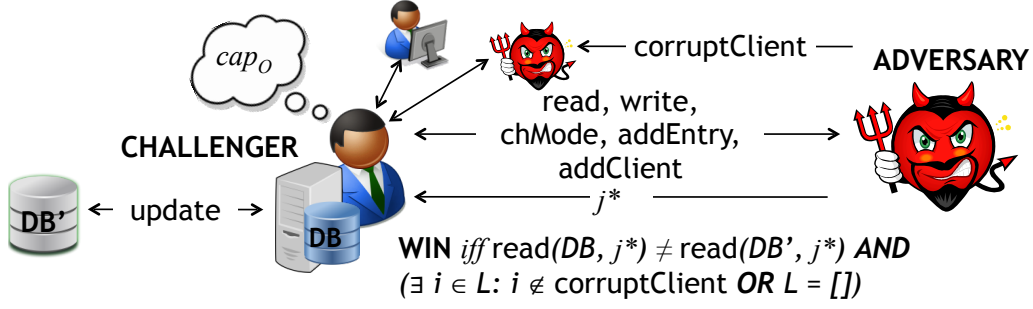 cap_O
corruptClient
ADVERSARY
read, write,
chMode, addEntry,
addClient
CHALLENGER
j*
DB'
update
DB
WIN iff read(DB, j*) ≠ read(DB', j*) AND
(∃ i ∈ L: i ∉ corruptClient OR L = [])